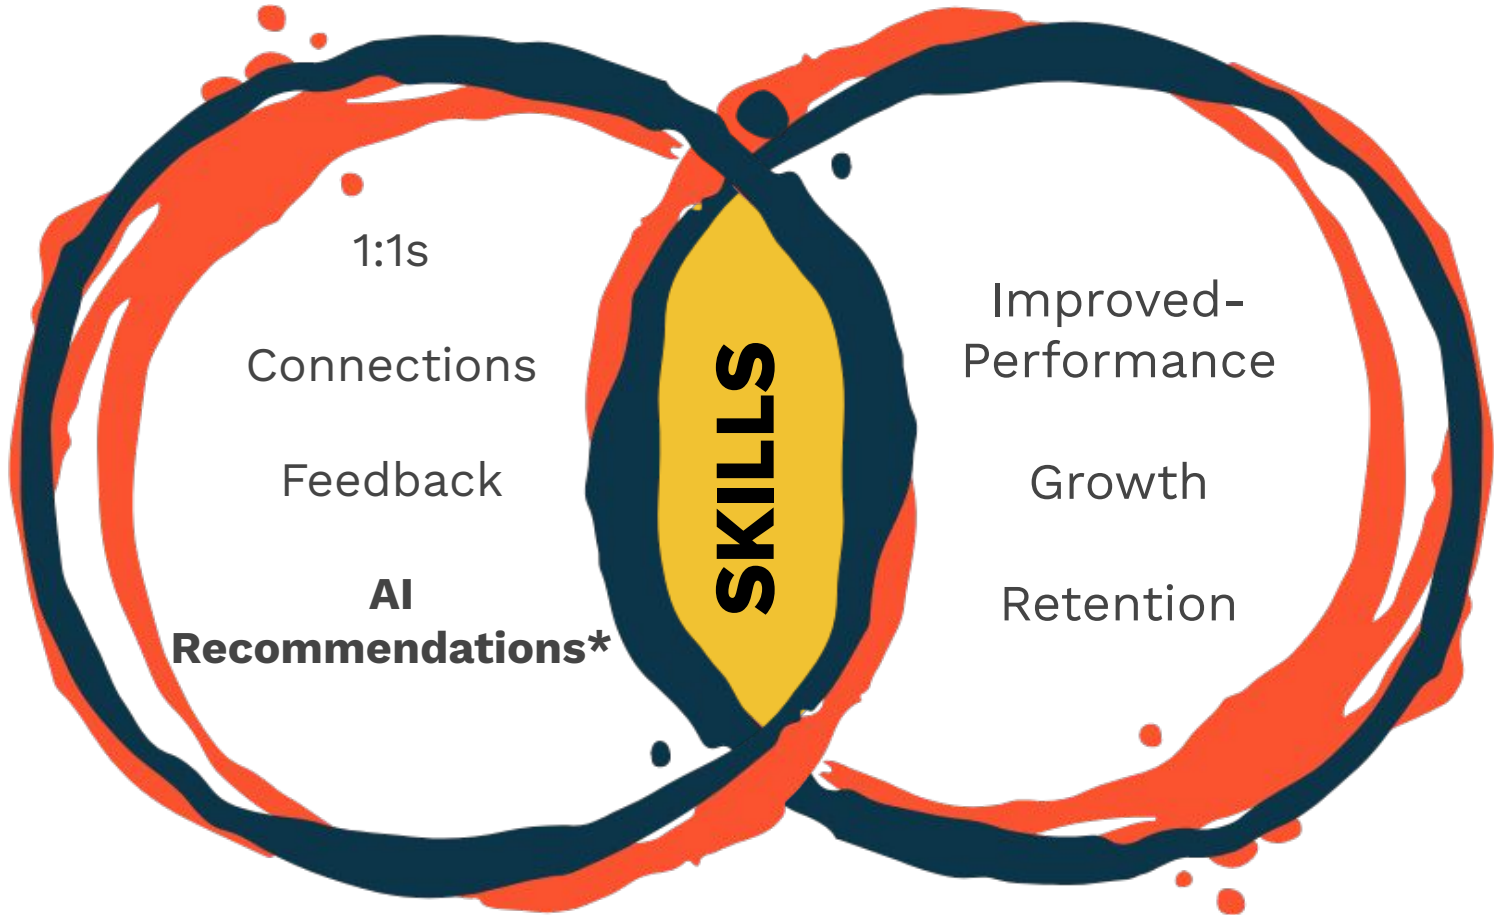 1:1s
Connections
Feedback
AI
Recommendations*
SKILLS
Improved-
Performance
Growth
Retention